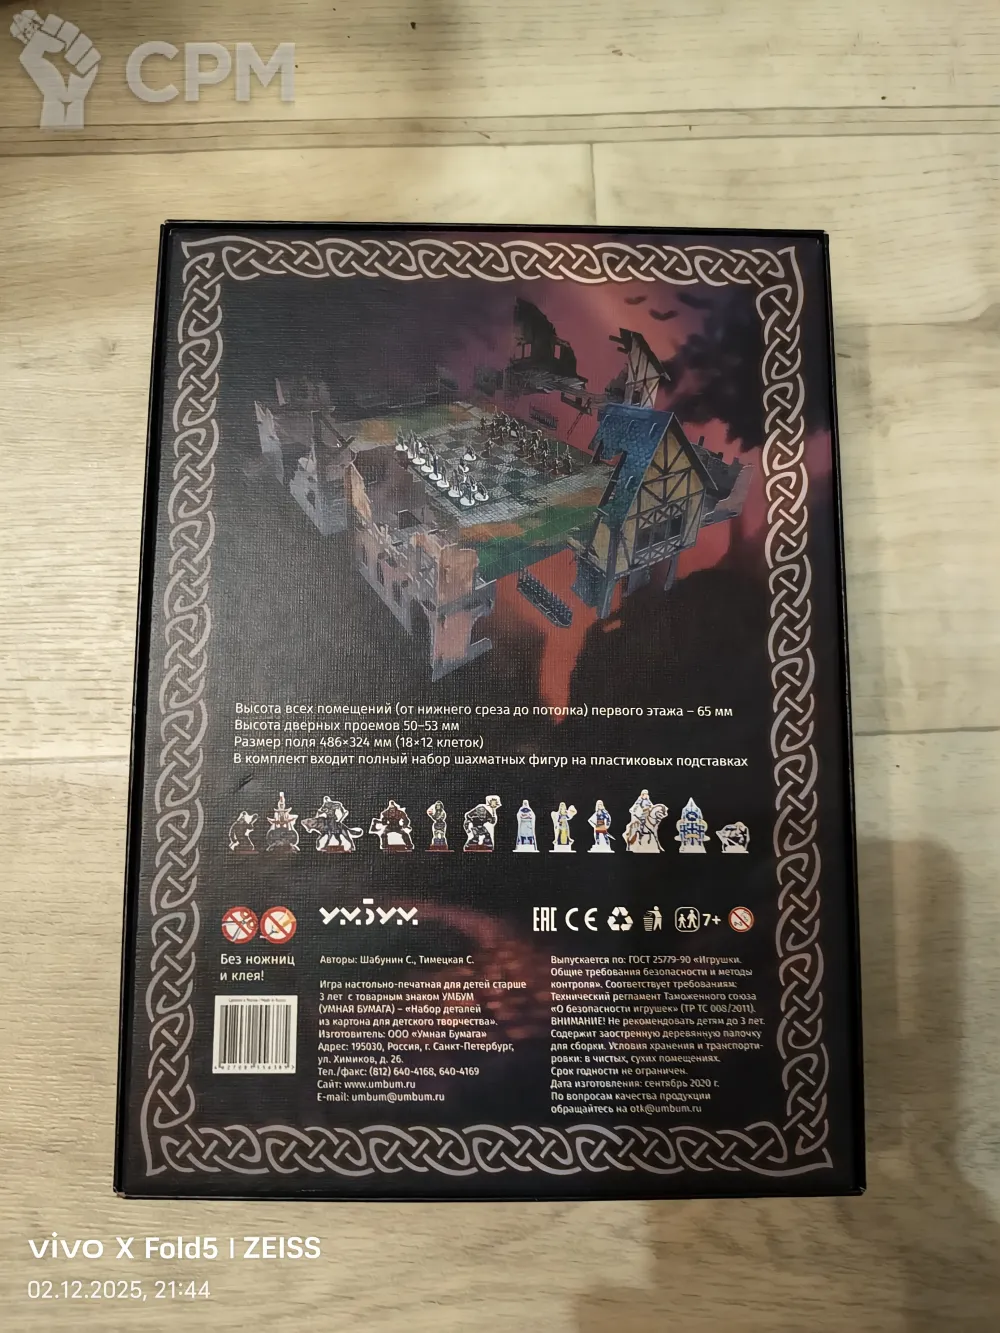 СРМ
Высота всех помещений (от нижнего среза до потолка) первого этажа – 65 мм
Высота дверных проемов 50–53 мм
Размер поля 486×324 мм (18×12 клеток)
В комплект входит полный набор шахматных фигур на пластиковых подставках
Без ножниц
и клея!
УМБУМ
ЕАС CE 7+
Авторы: Шабунин С., Тимецкая С.
Игра настольно-печатная для детей старше
3 лет с товарным знаком УМБУМ
(УМНАЯ БУМАГА) – «Набор деталей
из картона для детского творчества».
Изготовитель: ООО «Умная Бумага»
Адрес: 195030, Россия, г. Санкт-Петербург,
ул. Химиков, д. 26.
Тел./факс: (812) 640-4168, 640-4169
Сайт: www.umbum.ru
E-mail: umbum@umbum.ru
Выпускается по: ГОСТ 25779-90 «Игрушки.
Общие требования безопасности и методы
контроля». Соответствует требованиям:
Технический регламент Таможенного союза
«О безопасности игрушек» (ТР ТС 008/2011).
ВНИМАНИЕ! Не рекомендовать детям до 3 лет.
Содержит заостренную деревянную палочку
для сборки. Условия хранения и транспорти-
ровки: в чистых, сухих помещениях.
Срок годности не ограничен.
Дата изготовления: сентябрь 2020 г.
По вопросам качества продукции
обращайтесь на otk@umbum.ru
vivo X Fold5 | ZEISS
02.12.2025, 21:44